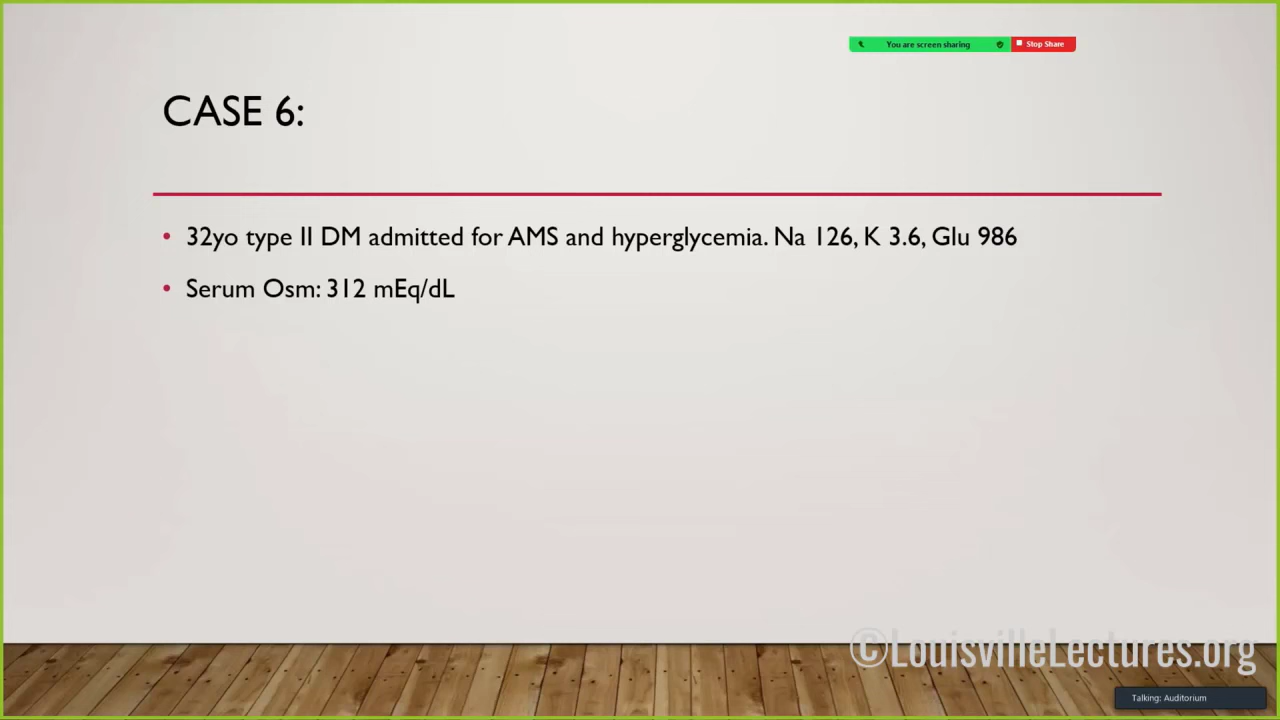 You are screen sharing Stop Share
CASE 6:
• 32yo type II DM admitted for AMS and hyperglycemia. Na 126, K 3.6, Glu 986
• Serum Osm: 312 mEq/dL
©LouisvilleLectures.org
Talking: Auditorium